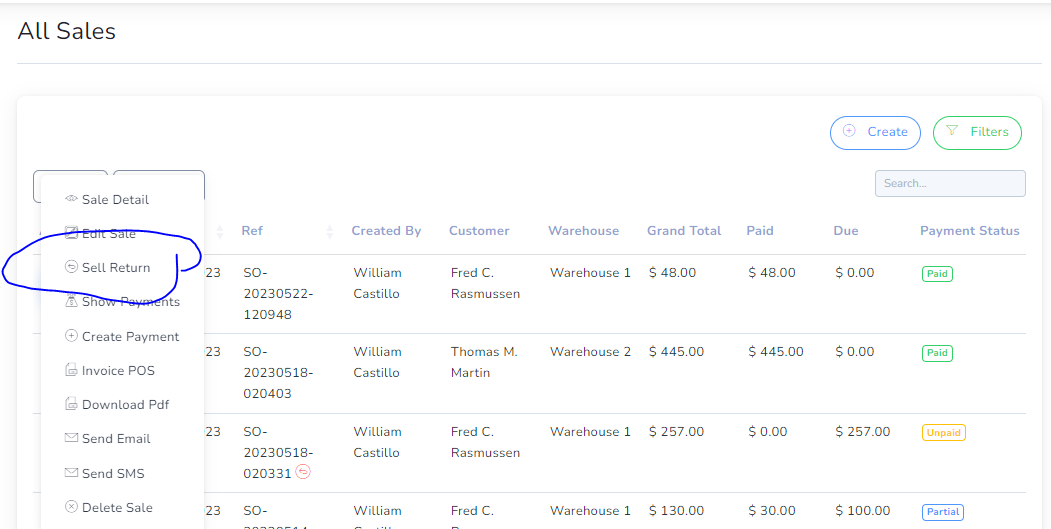 All Sales
Create
Filters
Search...
Sale Detail
Edit Sale
Sell Return
Show Payments
Create Payment
Invoice POS
Download Pdf
Send Email
Send SMS
Delete Sale
Ref Created By Customer Warehouse Grand Total Paid Due Payment Status
23 SO- William Fred C. Warehouse 1 $ 48.00 $ 48.00 $ 0.00 Paid
20230522- Castillo Rasmussen
120948
23 SO- William Thomas M. Warehouse 2 $ 445.00 $ 445.00 $ 0.00 Paid
20230518- Castillo Martin
020403
23 SO- William Fred C. Warehouse 1 $ 257.00 $ 0.00 $ 257.00 Unpaid
20230518- Castillo Rasmussen
020331
23 SO- William Fred C. Warehouse 1 $ 130.00 $ 30.00 $ 100.00 Partial